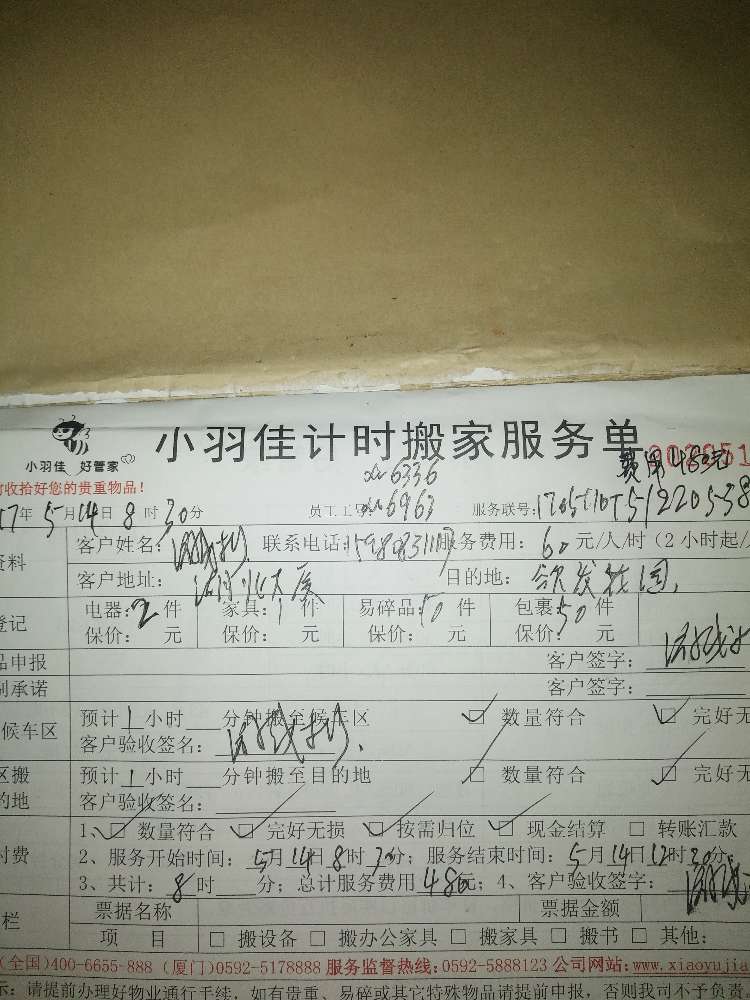 小羽佳计时搬家服务单
小羽佳 好管家 费用480元
收拾好您的贵重物品！ 6336
17年5月14日8时30分 员工工号: 6963 服务联号:
资料 客户姓名: 联系电话: 服务费用: 60元/人/时（2小时起/
客户地址: 大厦 目的地:
登记 电器:2件 家具:1件 易碎品:10件 包裹:50件
保价: 元 保价: 元 保价: 元 保价: 元
品申报 客户签字:
承诺 客户签字:
候车区 预计1小时 分钟搬至候车区 ☑ 数量符合 ☑ 完好无
客户验收签名:
区搬 预计1小时 分钟搬至目的地 ☑ 数量符合 ☑ 完好无
的地 客户验收签名:
1、☑ 数量符合 ☑ 完好无损 ☑ 按需归位 ☑ 现金结算 □ 转账汇款
付费 2、服务开始时间: 5月14日8时30分; 服务结束时间: 5月14日12时30分
3、共计: 8时 分; 总计服务费用480元; 4、客户验收签字:
票据名称 票据金额
栏 项 目 □ 搬设备 □ 搬办公家具 □ 搬家具 □ 搬书 □ 其他:
(全国)400-6655-888 (厦门)0592-5178888 服务监督热线: 0592-5888123 公司网站: www.xiaoyujia
示: 请提前办理好物业通行手续, 如有贵重、易碎或其它特殊物品请提前申报, 否则我司不予负责